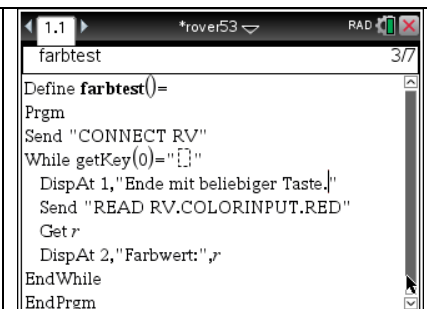 1.1 *rover53 RAD
farbtest 3/7
Define farbtest()=
Prgm
Send "CONNECT RV"
While getKey(0)=""
DispAt 1,"Ende mit beliebiger Taste."
Send "READ RV.COLORINPUT.RED"
Get r
DispAt 2,"Farbwert:",r
EndWhile
EndPrgm